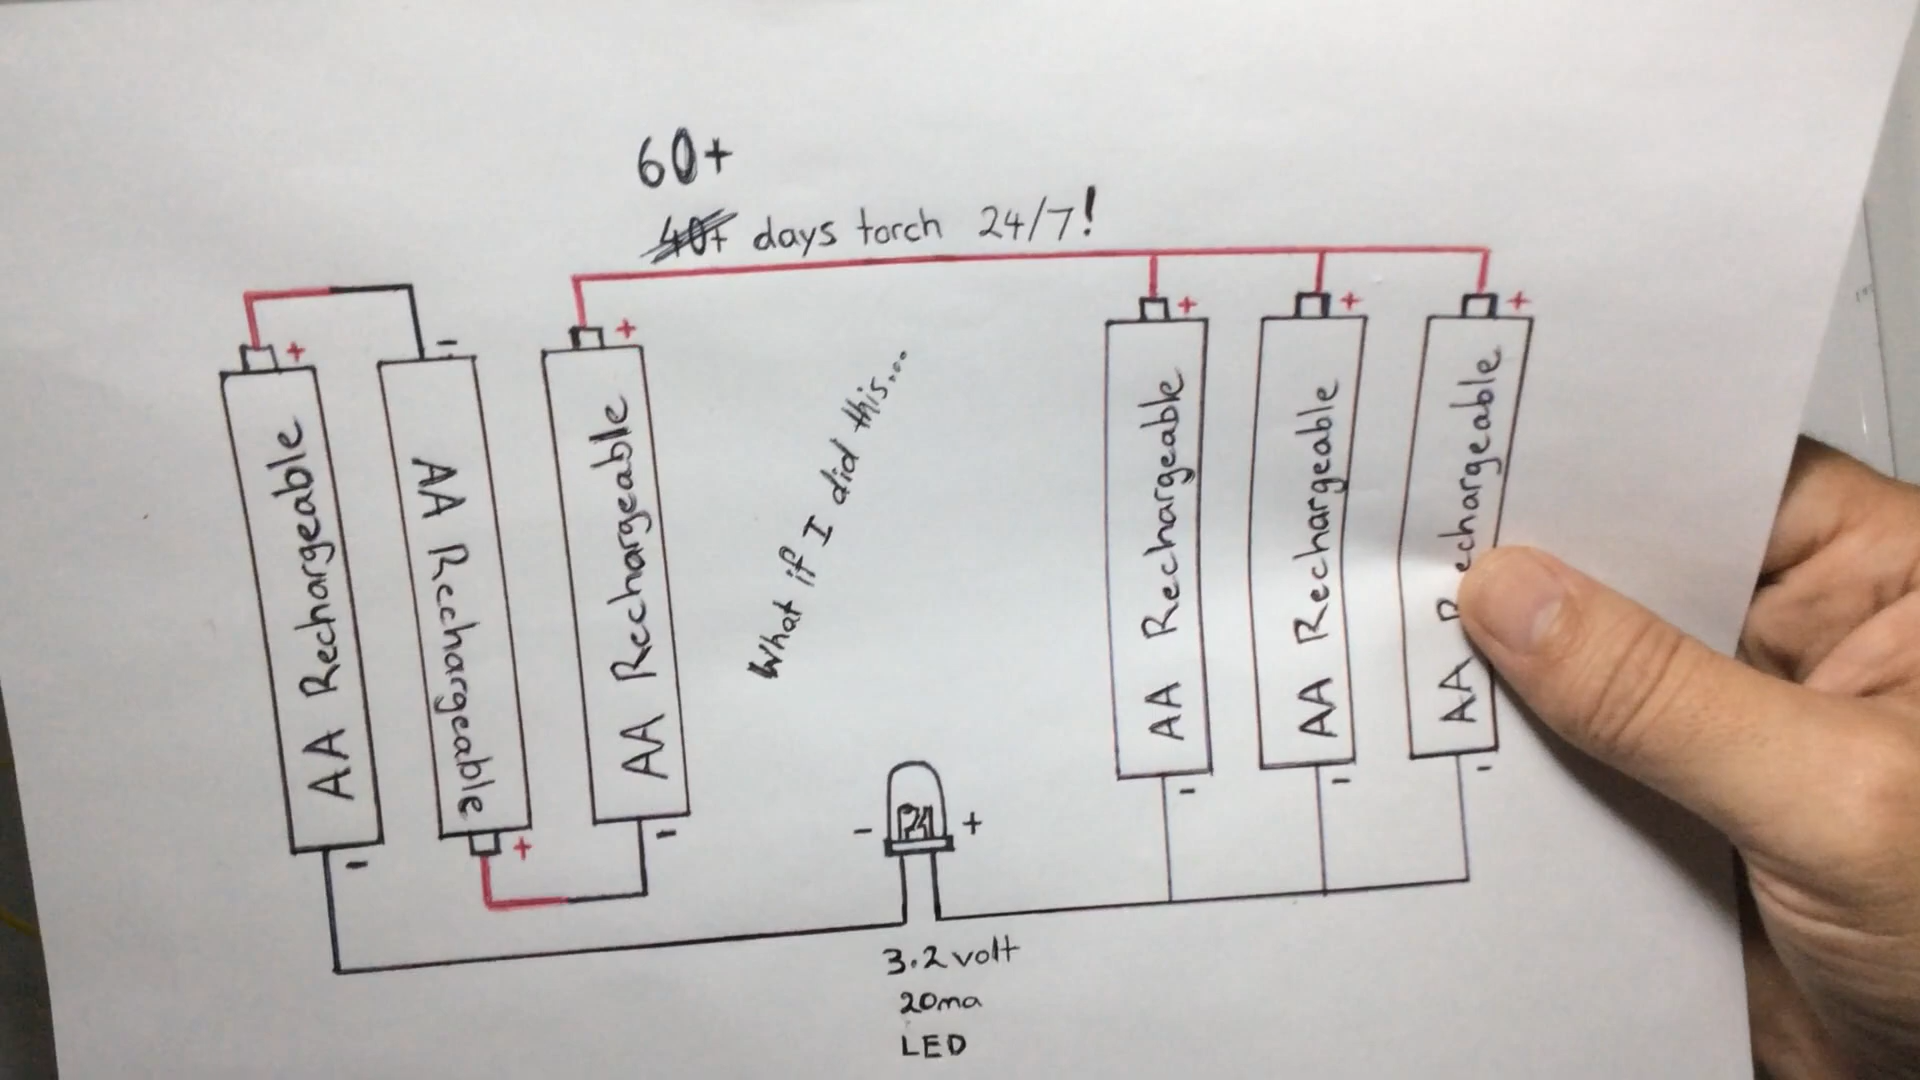 60+
40+ days torch 24/7!
+
-
+
+
+
+
AA Rechargeable
AA Rechargeable
AA Rechargeable
What if I did this...
AA Rechargeable
AA Rechargeable
AA Rechargeable
-
+
-
-
-
-
-
+
-
+
3.2 volt
20ma
LED